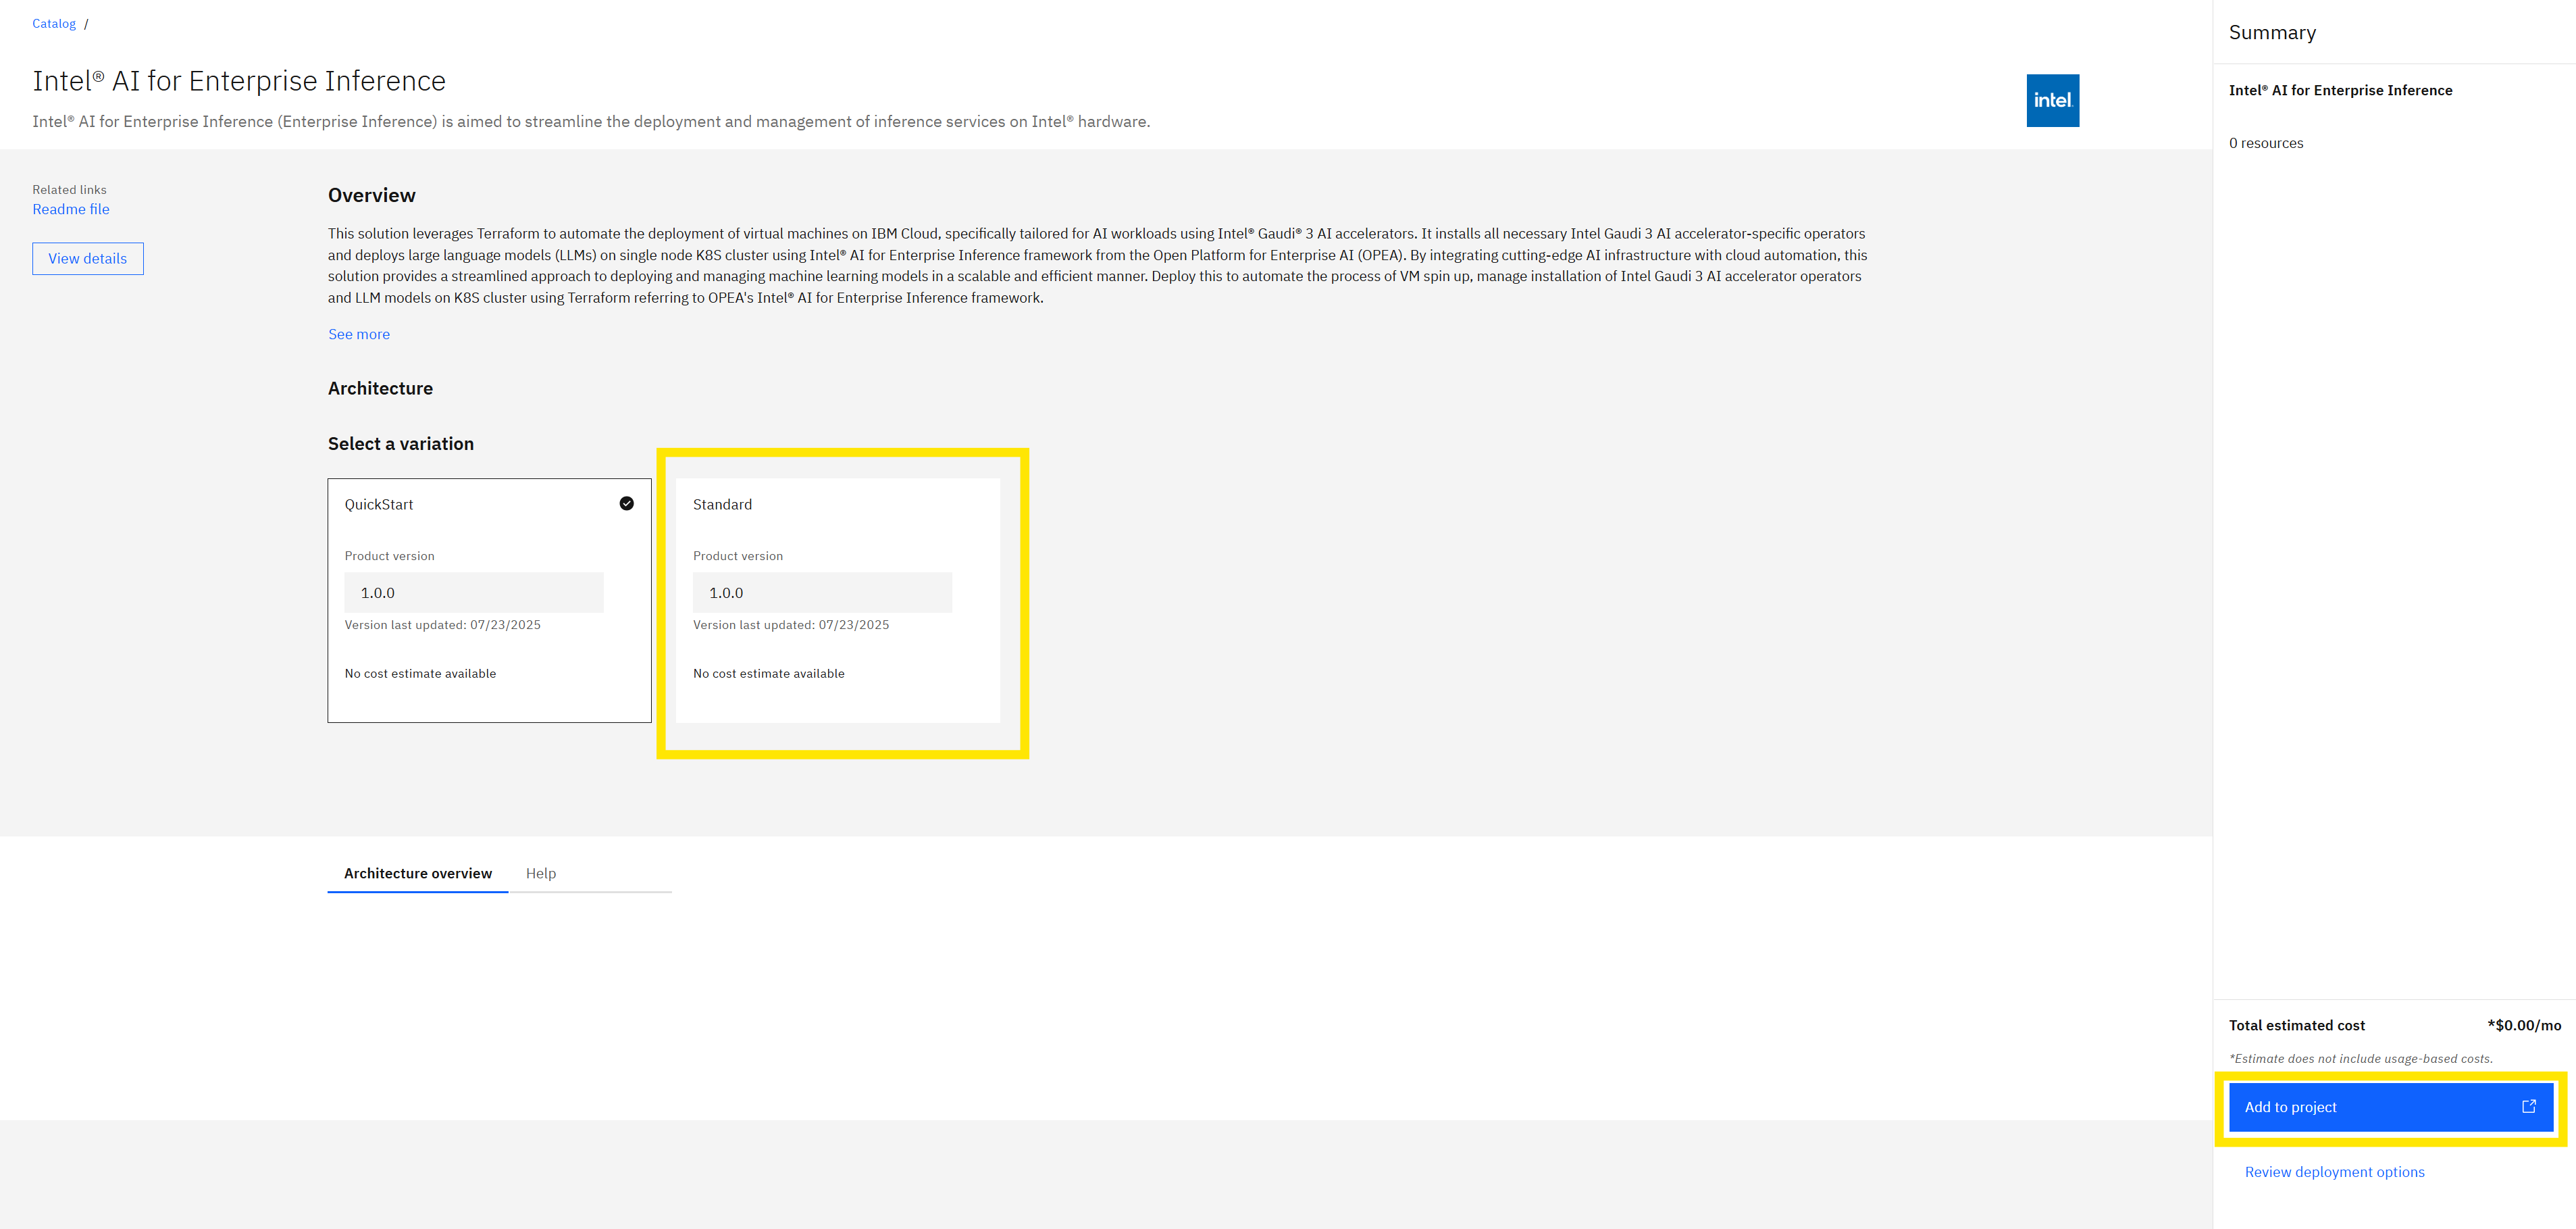 Catalog /
Intel® AI for Enterprise Inference
Intel® AI for Enterprise Inference (Enterprise Inference) is aimed to streamline the deployment and management of inference services on Intel® hardware.
intel.
Related links
Readme file
View details
Overview
This solution leverages Terraform to automate the deployment of virtual machines on IBM Cloud, specifically tailored for AI workloads using Intel® Gaudi® 3 AI accelerators. It installs all necessary Intel Gaudi 3 AI accelerator-specific operators
and deploys large language models (LLMs) on single node K8S cluster using Intel® AI for Enterprise Inference framework from the Open Platform for Enterprise AI (OPEA). By integrating cutting-edge AI infrastructure with cloud automation, this
solution provides a streamlined approach to deploying and managing machine learning models in a scalable and efficient manner. Deploy this to automate the process of VM spin up, manage installation of Intel Gaudi 3 AI accelerator operators
and LLM models on K8S cluster using Terraform referring to OPEA's Intel® AI for Enterprise Inference framework.
See more
Architecture
Select a variation
QuickStart
Product version
1.0.0
Version last updated: 07/23/2025
No cost estimate available
Standard
Product version
1.0.0
Version last updated: 07/23/2025
No cost estimate available
Architecture overview
Help
Summary
Intel® AI for Enterprise Inference
0 resources
Total estimated cost *$0.00/mo
*Estimate does not include usage-based costs.
Add to project
Review deployment options